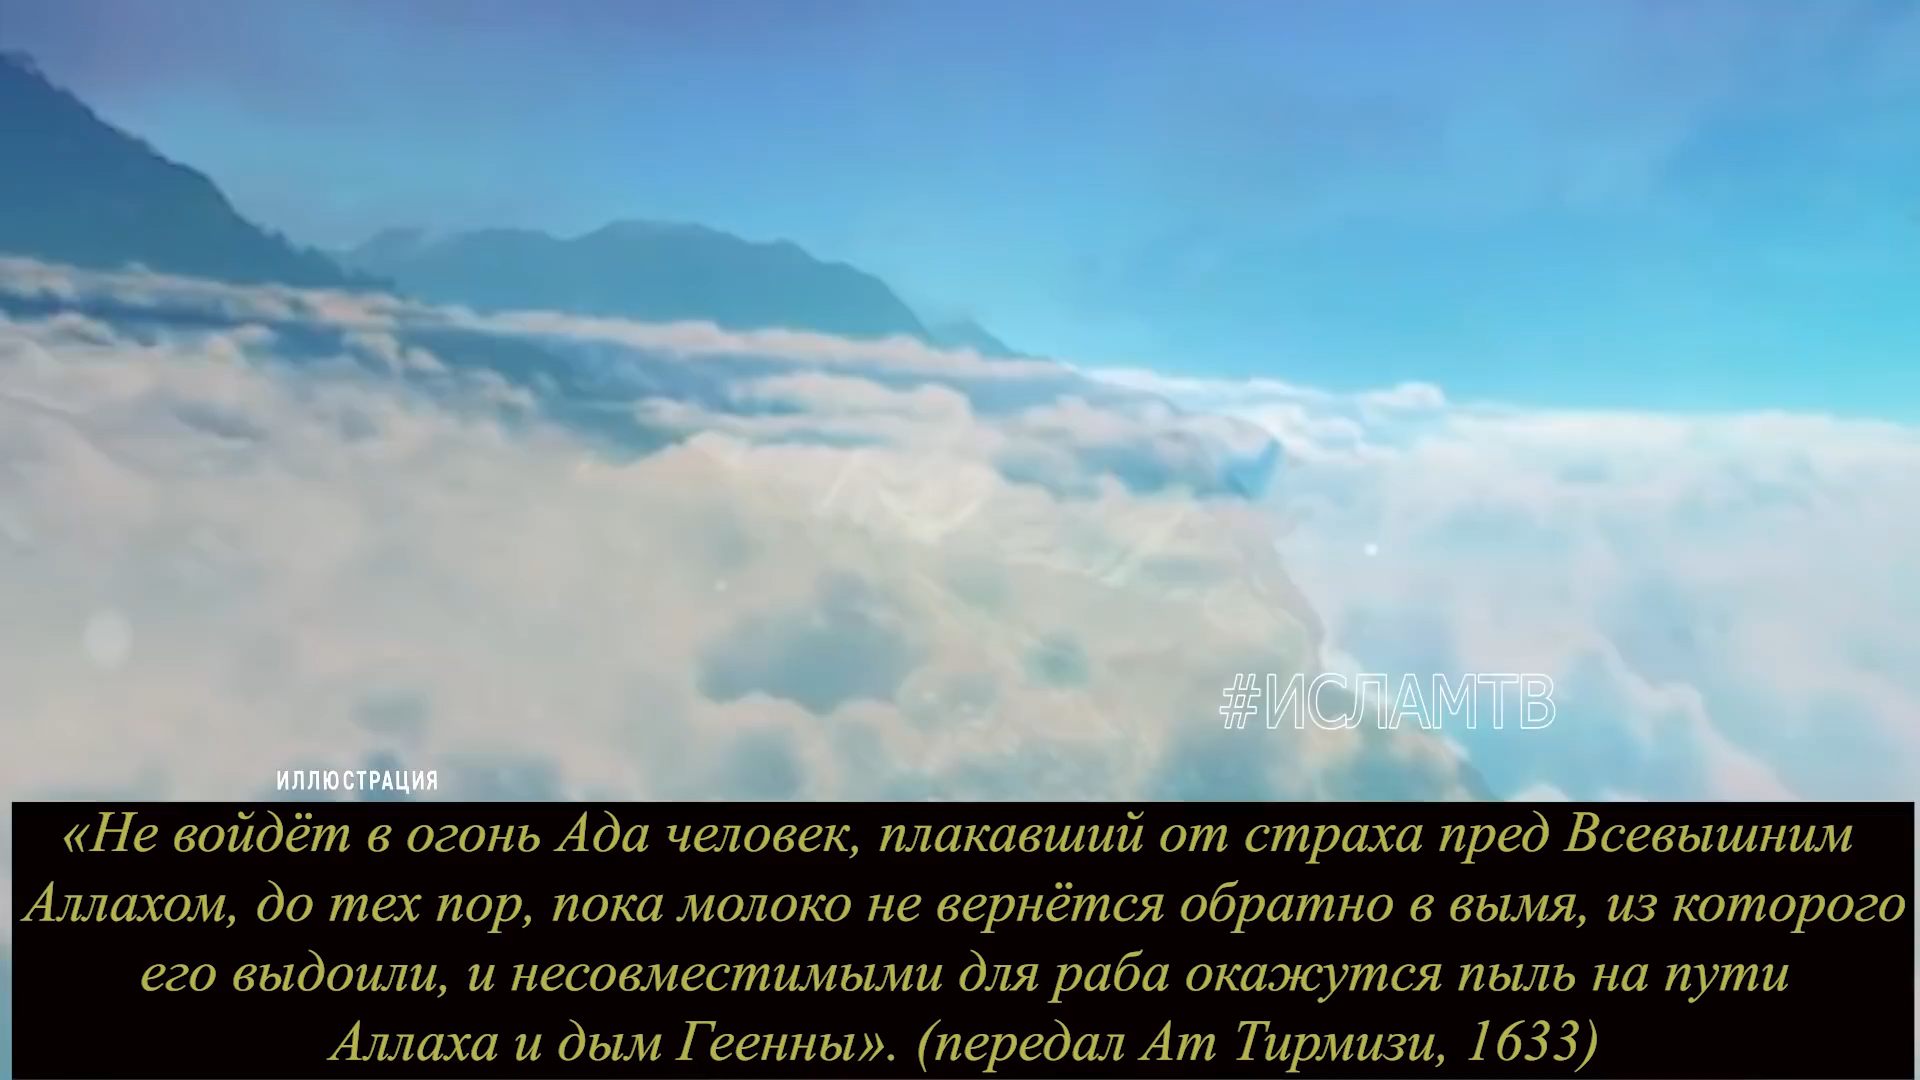 #ИСЛАМТВ
ИЛЛЮСТРАЦИЯ
«Не войдёт в огонь Ада человек, плакавший от страха пред Всевышним
Аллахом, до тех пор, пока молоко не вернётся обратно в вымя, из которого
его выдоили, и несовместимыми для раба окажутся пыль на пути
Аллаха и дым Геенны». (передал Ат Тирмизи, 1633)